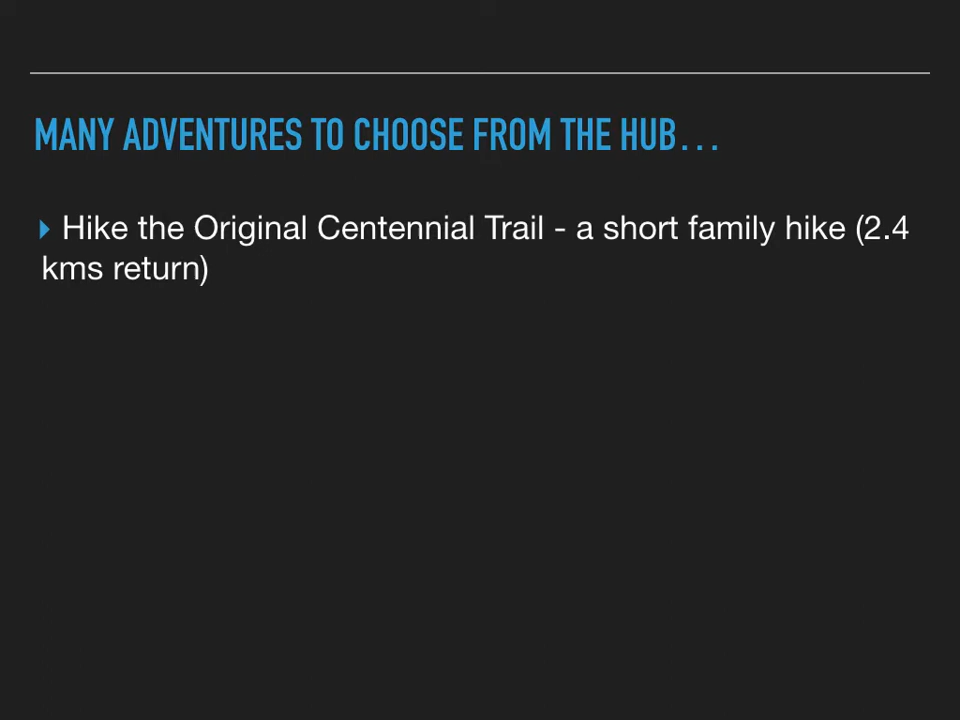 MANY ADVENTURES TO CHOOSE FROM THE HUB…
▸ Hike the Original Centennial Trail - a short family hike (2.4
kms return)